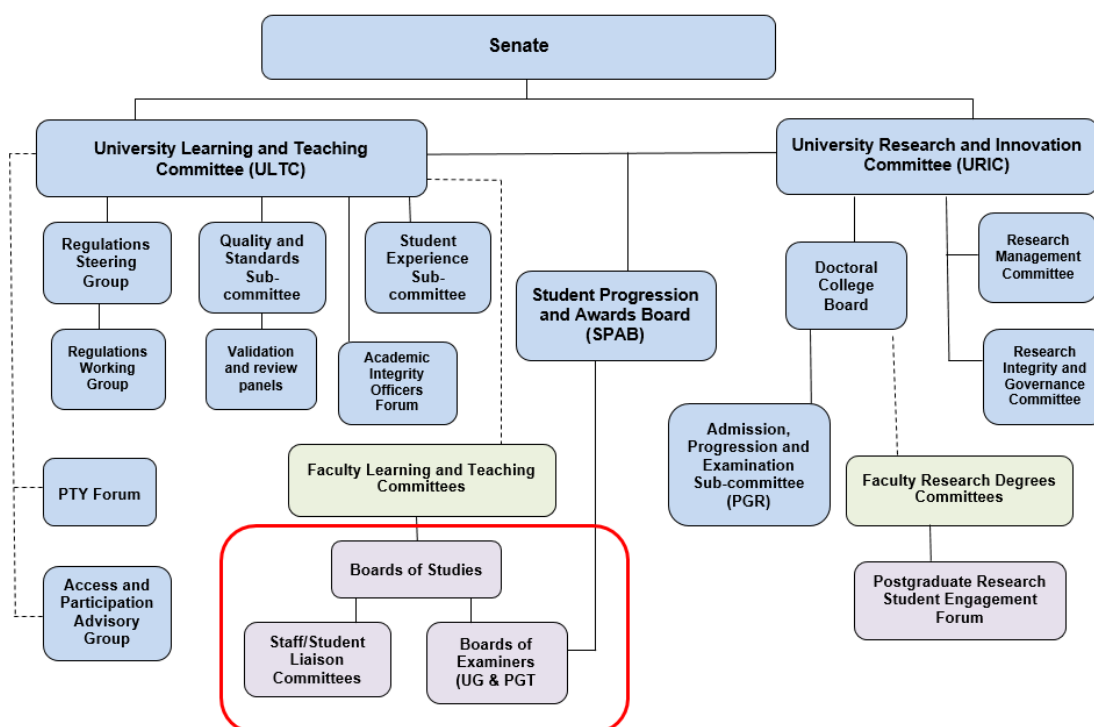 Senate
University Learning and Teaching
Committee (ULTC)
University Research and Innovation
Committee (URIC)
Regulations
Steering
Group
Quality and
Standards
Sub-
committee
Student
Experience
Sub-
committee
Student Progression
and Awards Board
(SPAB)
Doctoral
College
Board
Research
Management
Committee
Regulations
Working
Group
Validation
and review
panels
Academic
Integrity
Officers
Forum
Research
Integrity and
Governance
Committee
Admission,
Progression and
Examination
Sub-committee
(PGR)
Faculty Learning and Teaching
Committees
Faculty Research Degrees
Committees
PTY Forum
Boards of Studies
Access and
Participation
Advisory
Group
Postgraduate Research
Student Engagement
Forum
Staff/Student
Liaison
Committees
Boards of
Examiners
(UG & PGT